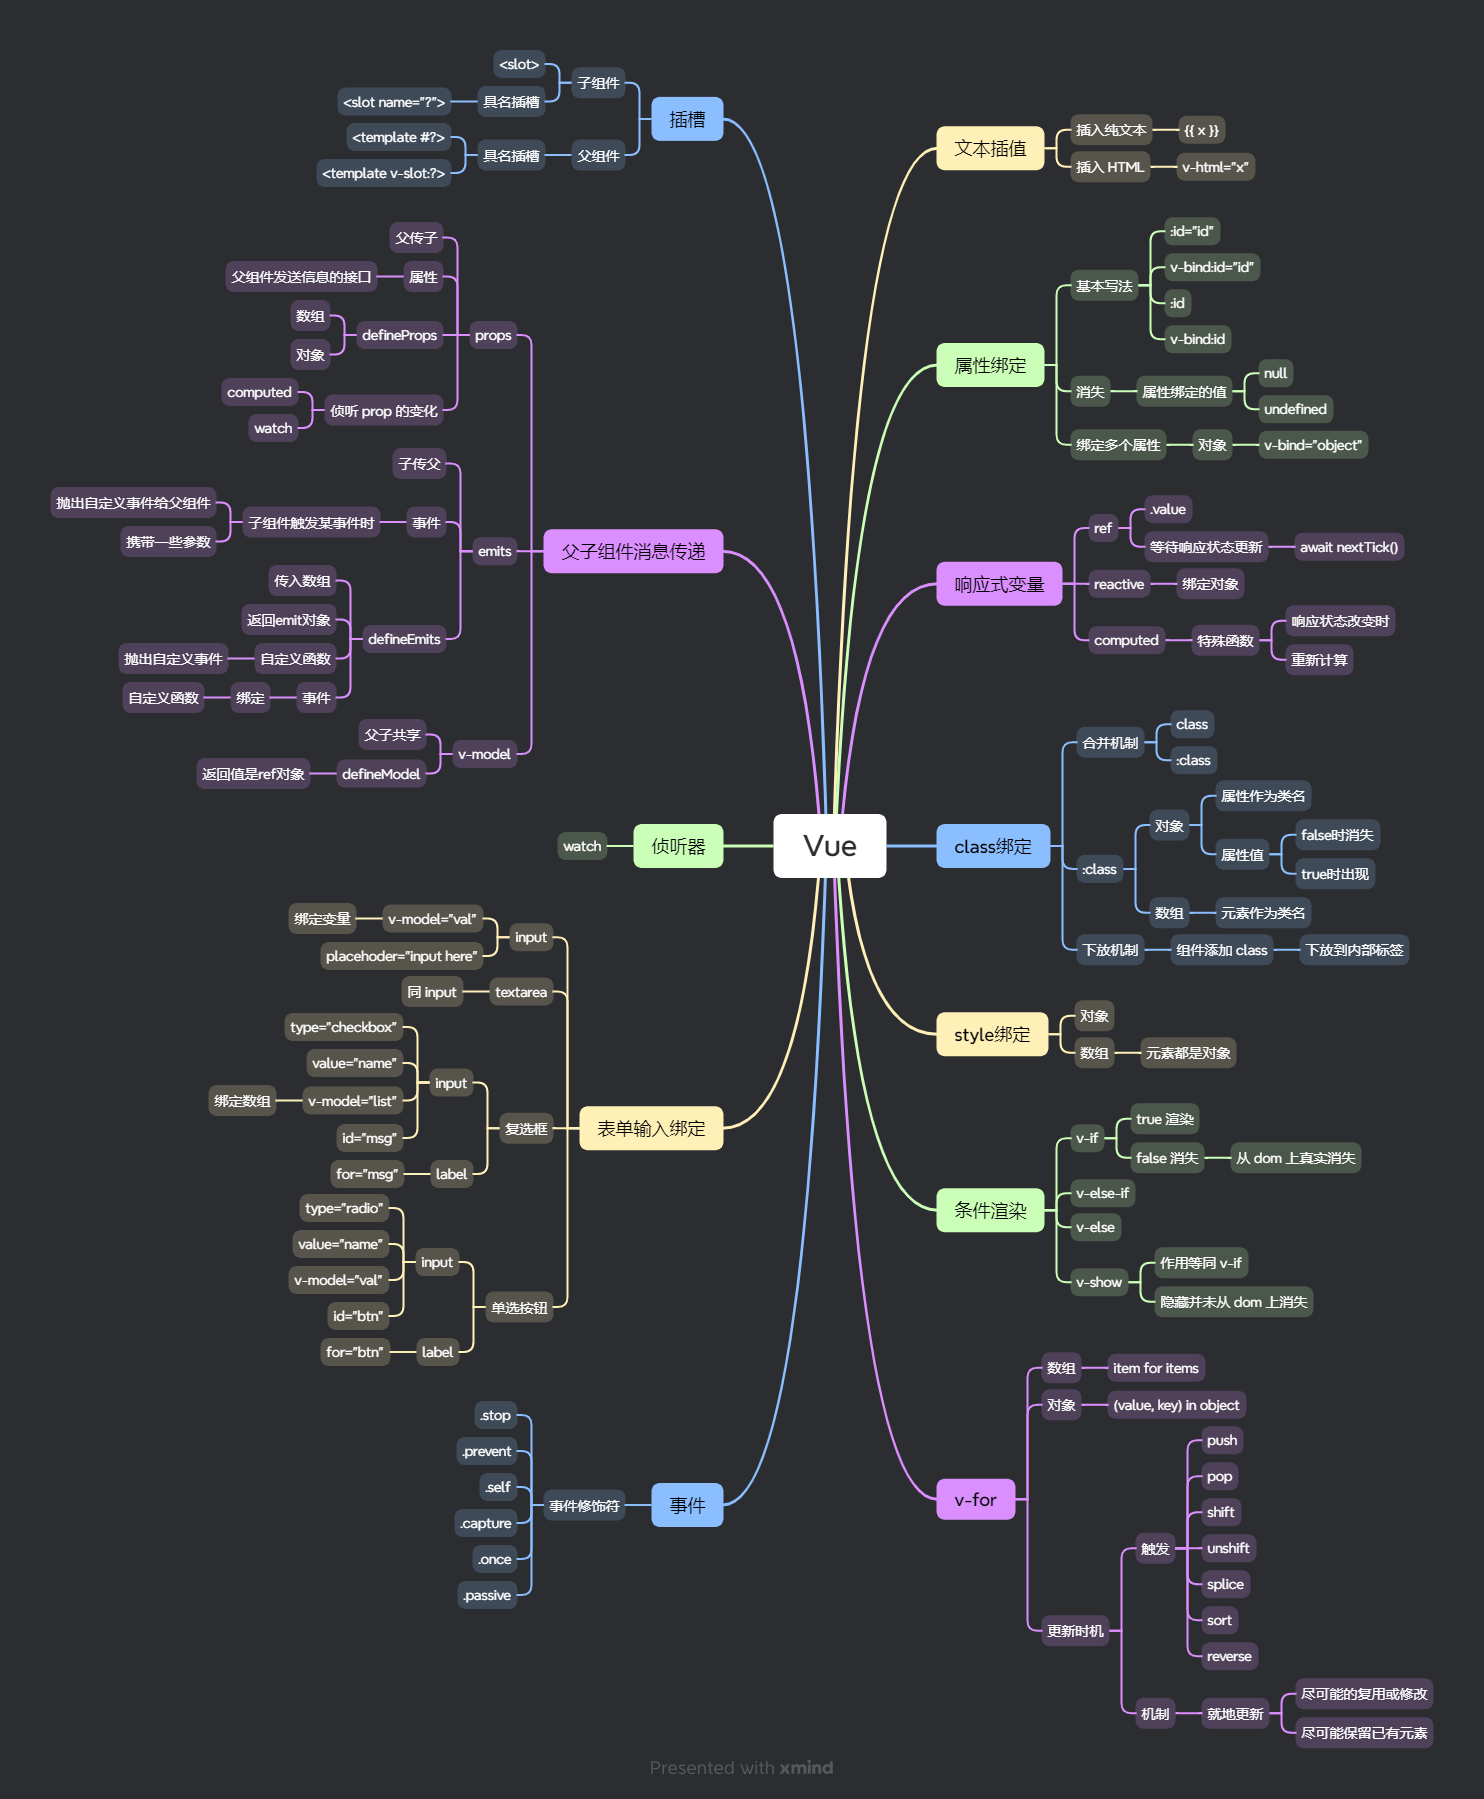 Vue
文本插值
插入纯文本
{{ x }}
插入 HTML
v-html="x"
属性绑定
基本写法
:id="id"
v-bind:id="id"
:id
v-bind:id
消失
属性绑定的值
null
undefined
绑定多个属性
对象
v-bind="object"
响应式变量
ref
.value
等待响应状态更新
await nextTick()
reactive
绑定对象
computed
特殊函数
响应状态改变时
重新计算
class绑定
合并机制
class
:class
:class
对象
属性作为类名
属性值
false时消失
true时出现
数组
元素作为类名
下放机制
组件添加 class
下放到内部标签
style绑定
对象
数组
元素都是对象
条件渲染
v-if
true 渲染
false 消失
从 dom 上真实消失
v-else-if
v-else
v-show
作用等同 v-if
隐藏并未从 dom 上消失
v-for
数组
item for items
对象
(value, key) in object
更新时机
触发
push
pop
shift
unshift
splice
sort
reverse
机制
就地更新
尽可能的复用或修改
尽可能保留已有元素
插槽
子组件
<slot>
具名插槽
<slot name="?">
父组件
具名插槽
<template #?>
<template v-slot:?>
父子组件消息传递
props
父传子
属性
父组件发送信息的接口
defineProps
数组
对象
侦听 prop 的变化
computed
watch
emits
子传父
事件
子组件触发某事件时
抛出自定义事件给父组件
携带一些参数
defineEmits
传入数组
返回emit对象
自定义函数
抛出自定义事件
事件
绑定
自定义函数
v-model
父子共享
defineModel
返回值是ref对象
侦听器
watch
表单输入绑定
input
v-model="val"
绑定变量
placehoder="input here"
textarea
同 input
复选框
input
type="checkbox"
value="name"
v-model="list"
绑定数组
id="msg"
label
for="msg"
单选按钮
input
type="radio"
value="name"
v-model="val"
id="btn"
label
for="btn"
事件
事件修饰符
.stop
.prevent
.self
.capture
.once
.passive
Presented with xmind